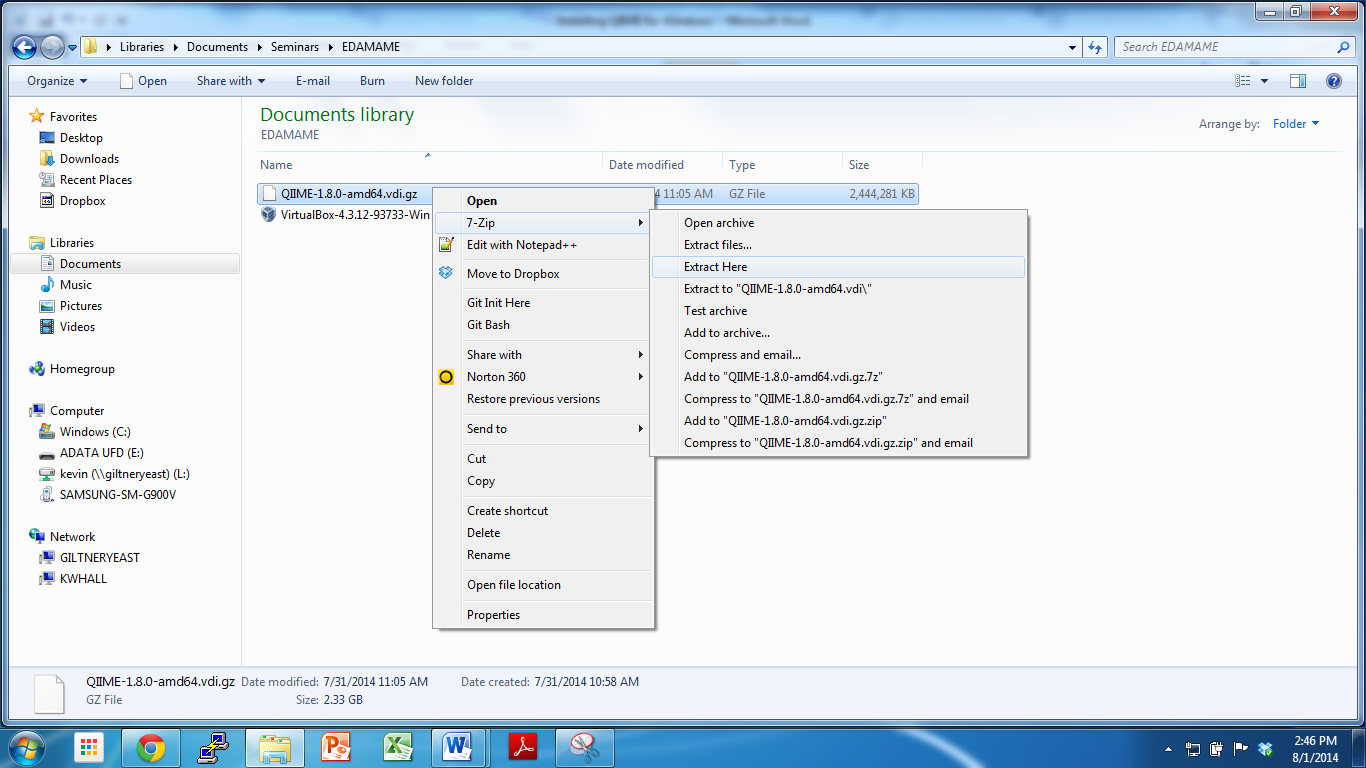 Installing QIIME for Windows - Microsoft Word
Libraries Documents Seminars EDAMAME
Search EDAMAME
Organize Open Share with E-mail Burn New folder
Favorites
Desktop
Downloads
Recent Places
Dropbox
Libraries
Documents
Music
Pictures
Videos
Homegroup
Computer
Windows (C:)
ADATA UFD (E:)
kevin (\\giltneryeast) (L:)
SAMSUNG-SM-G900V
Network
GILTNERYEAST
KWHALL
Documents library
EDAMAME
Arrange by: Folder
Name Date modified Type Size
QIIME-1.8.0-amd64.vdi.gz 4 11:05 AM GZ File 2,444,281 KB
VirtualBox-4.3.12-93733-Win
Open
7-Zip
Edit with Notepad++
Move to Dropbox
Git Init Here
Git Bash
Share with
Norton 360
Restore previous versions
Send to
Cut
Copy
Create shortcut
Delete
Rename
Open file location
Properties
Open archive
Extract files...
Extract Here
Extract to "QIIME-1.8.0-amd64.vdi\"
Test archive
Add to archive...
Compress and email...
Add to "QIIME-1.8.0-amd64.vdi.gz.7z"
Compress to "QIIME-1.8.0-amd64.vdi.gz.7z" and email
Add to "QIIME-1.8.0-amd64.vdi.gz.zip"
Compress to "QIIME-1.8.0-amd64.vdi.gz.zip" and email
QIIME-1.8.0-amd64.vdi.gz Date modified: 7/31/2014 11:05 AM Date created: 7/31/2014 10:58 AM
GZ File Size: 2.33 GB
2:46 PM
8/1/2014